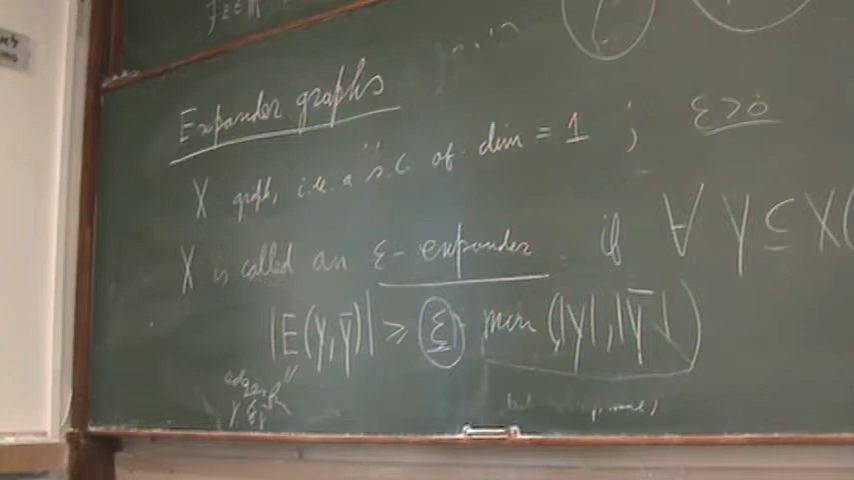 Expander graphs
X graph, i.e. a s.c. of dim = 1 ; ε>0
X is called an ε-expander if ∀ Y ⊆ X(
|E(Y,Ȳ)| ≥ ε · min (|Y|,|Ȳ|)